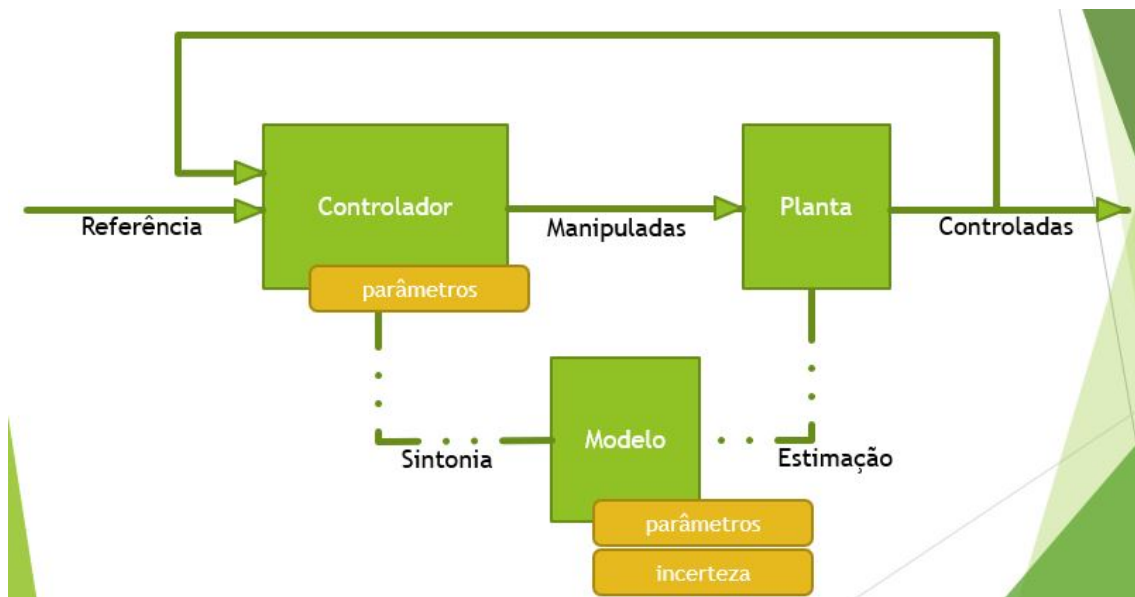 Controlador
Planta
Referência
Manipuladas
Controladas
parâmetros
Modelo
Sintonia
Estimação
parâmetros
incerteza